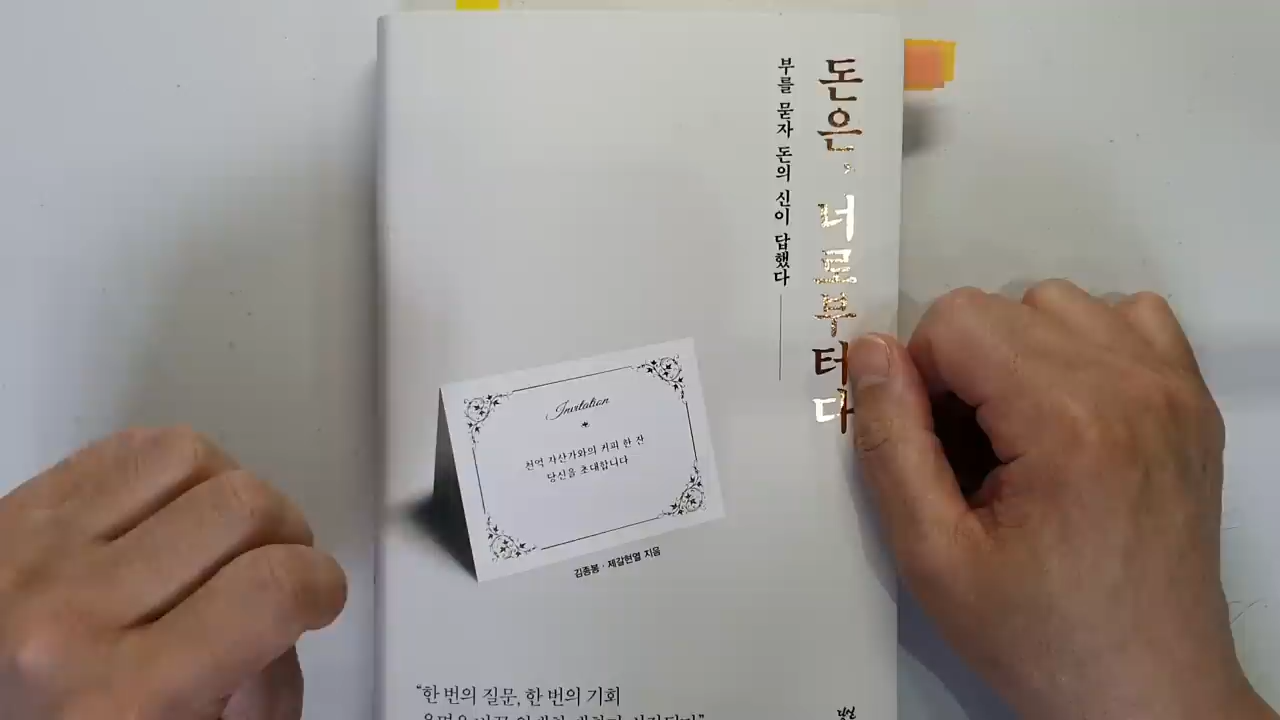 돈은, 너로부터다
부를 묻자 돈의 신이 답했다
Invitation
천억 자산가와의 커피 한 잔
당신을 초대합니다
김종봉 · 제갈현열 지음
“한 번의 질문, 한 번의 기회